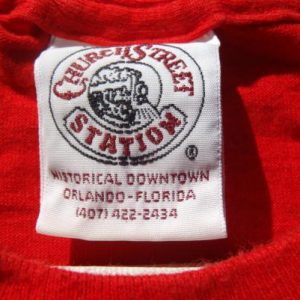 CHURCH STREET
STATION
®
HISTORICAL DOWNTOWN
ORLANDO-FLORIDA
(407) 422-2434